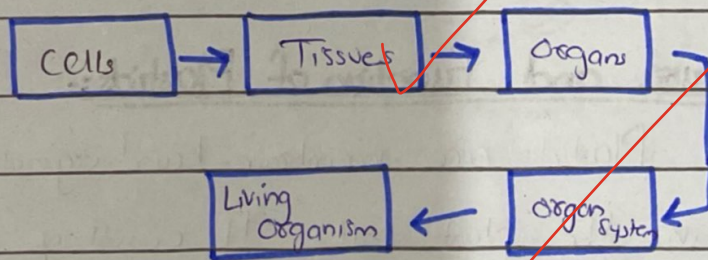 Cells
Tissues
Organs
Living
Organism
Organ
System